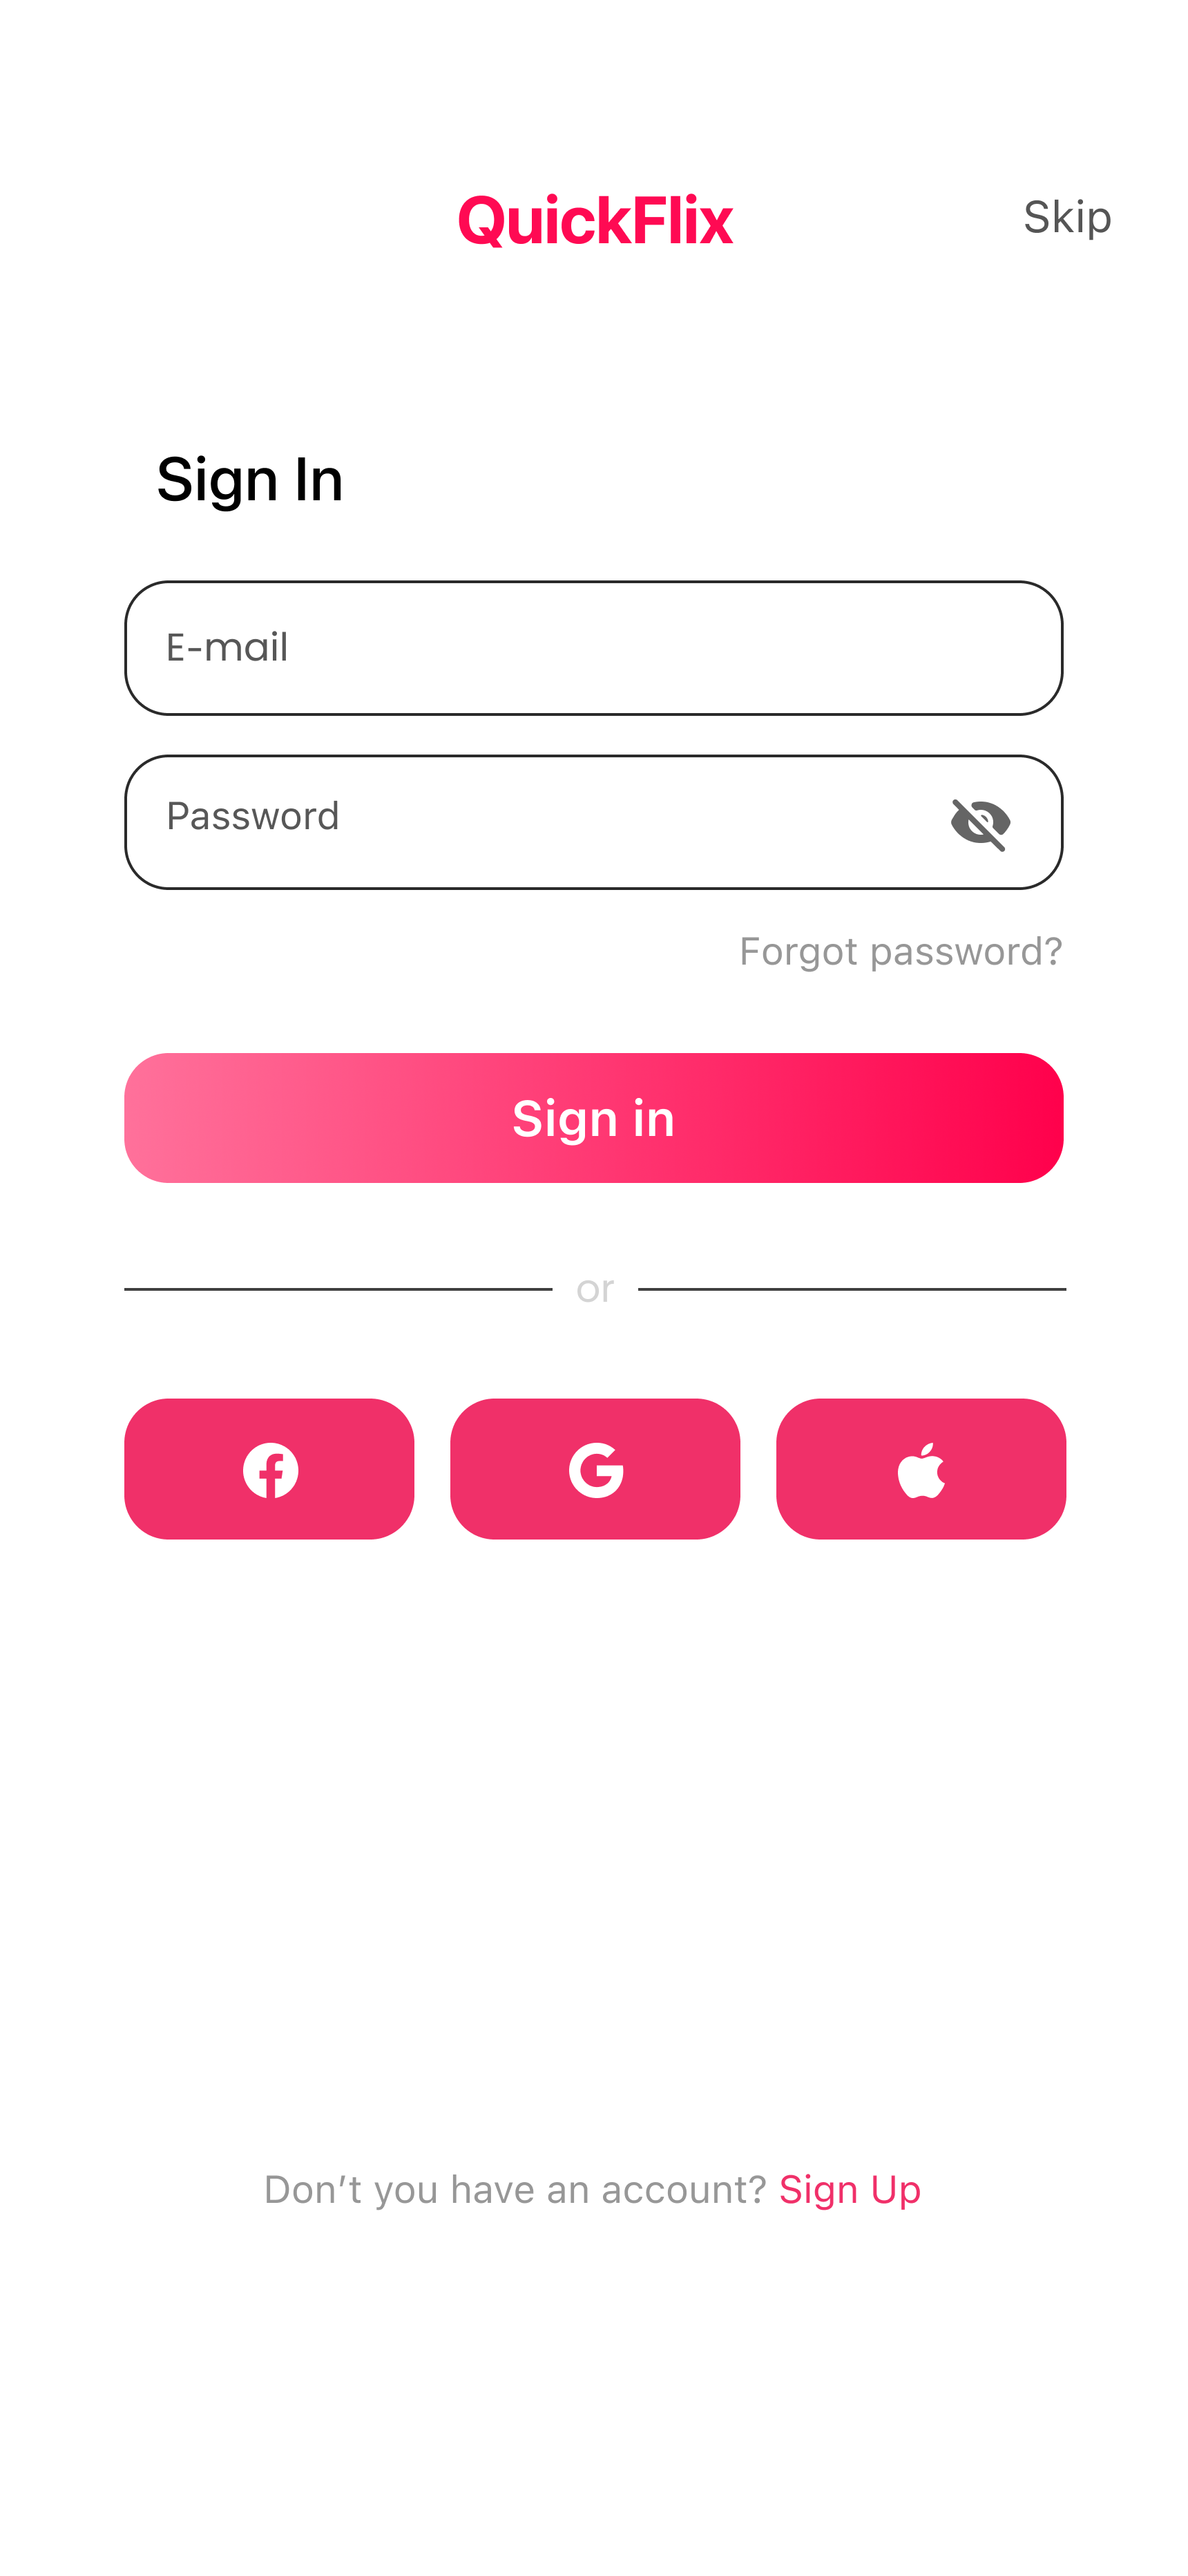 QuickFlix
Skip
Sign In
E-mail
Password
Forgot password?
Sign in
or
Don’t you have an account? Sign Up